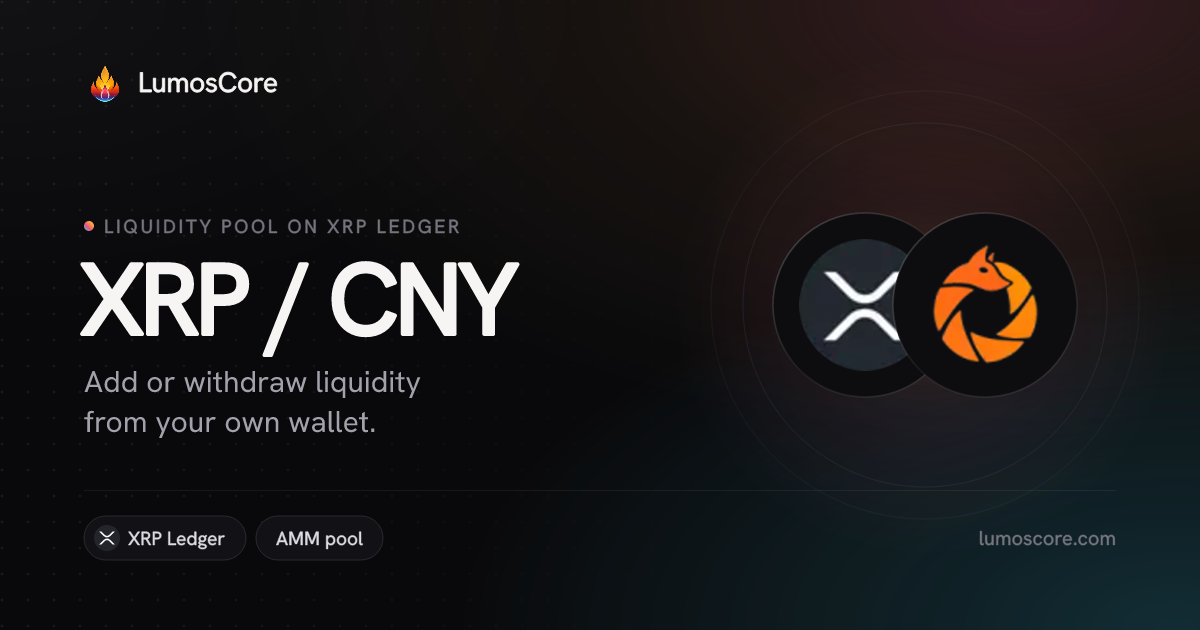 LumosCore
LIQUIDITY POOL ON XRP LEDGER
XRP / CNY
Add or withdraw liquidity
from your own wallet.
XRP Ledger
AMM pool
lumoscore.com